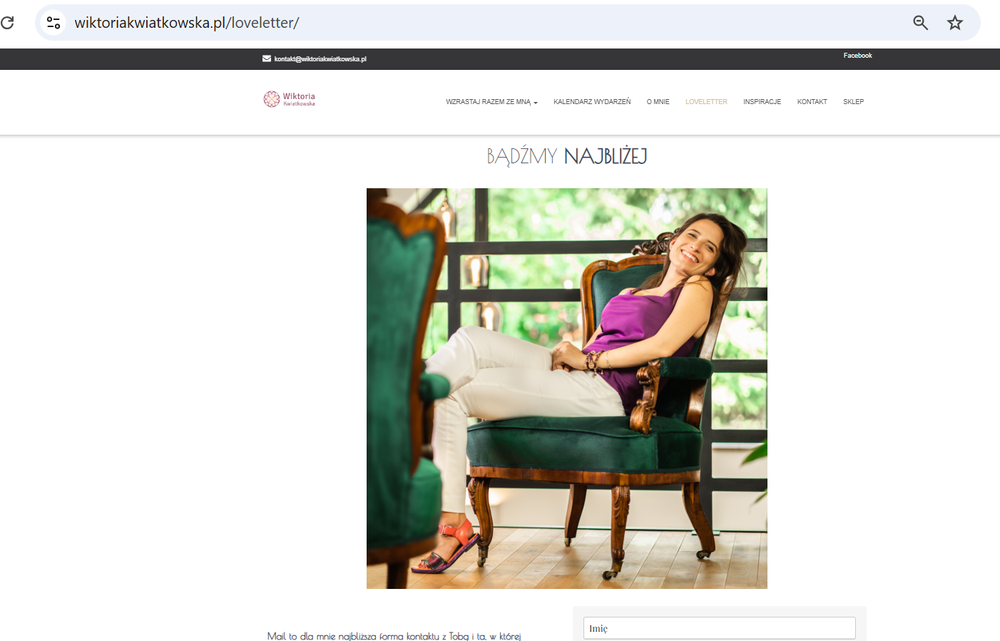 wiktoriakwiatkowska.pl/loveletter/
kontakt@wiktoriakwiatkowska.pl
Facebook
Wiktoria
Kwiatkowska
WZRASTAJ RAZEM ZE MNĄ
KALENDARZ WYDARZEŃ
O MNIE
LOVELETTER
INSPIRACJE
KONTAKT
SKLEP
BĄDŹMY NAJBLIŻEJ
Mail to dla mnie najbliższa forma kontaktu z Tobą i ta, w której
Imię